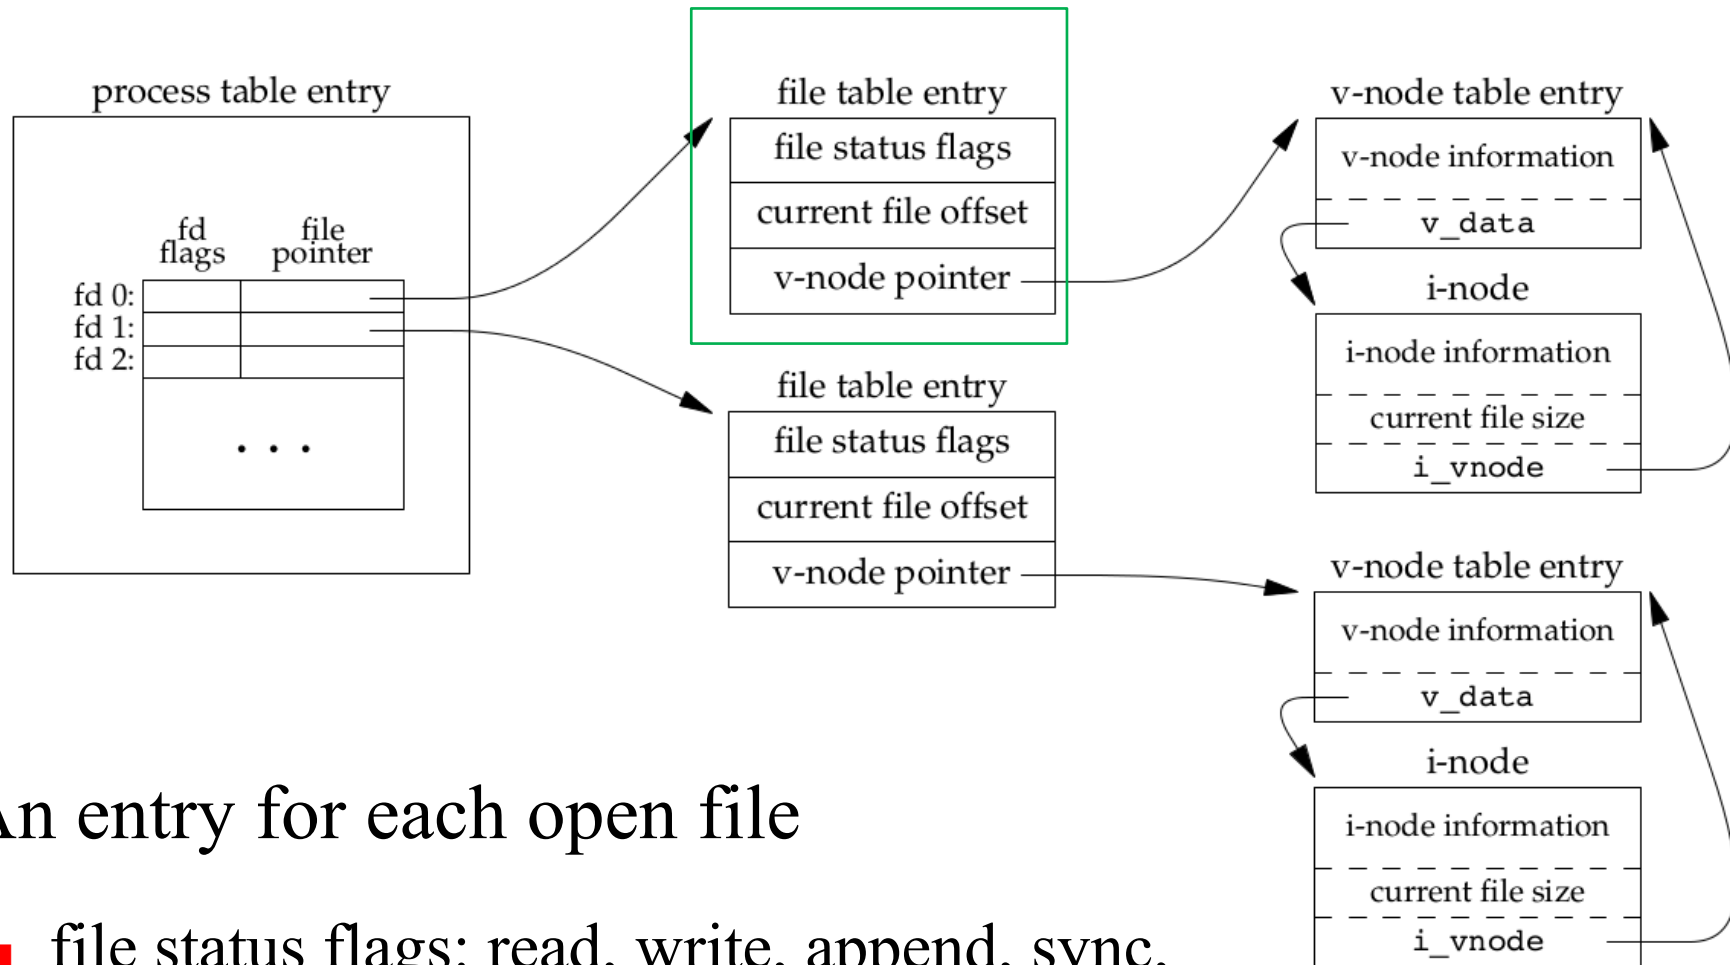 process table entry
fd
flags
file
pointer
fd 0:
fd 1:
fd 2:
. . .
file table entry
file status flags
current file offset
v-node pointer
file table entry
file status flags
current file offset
v-node pointer
v-node table entry
v-node information
v_data
i-node
i-node information
current file size
i_vnode
v-node table entry
v-node information
v_data
i-node
i-node information
current file size
i_vnode
An entry for each open file
file status flags: read, write, append, sync,